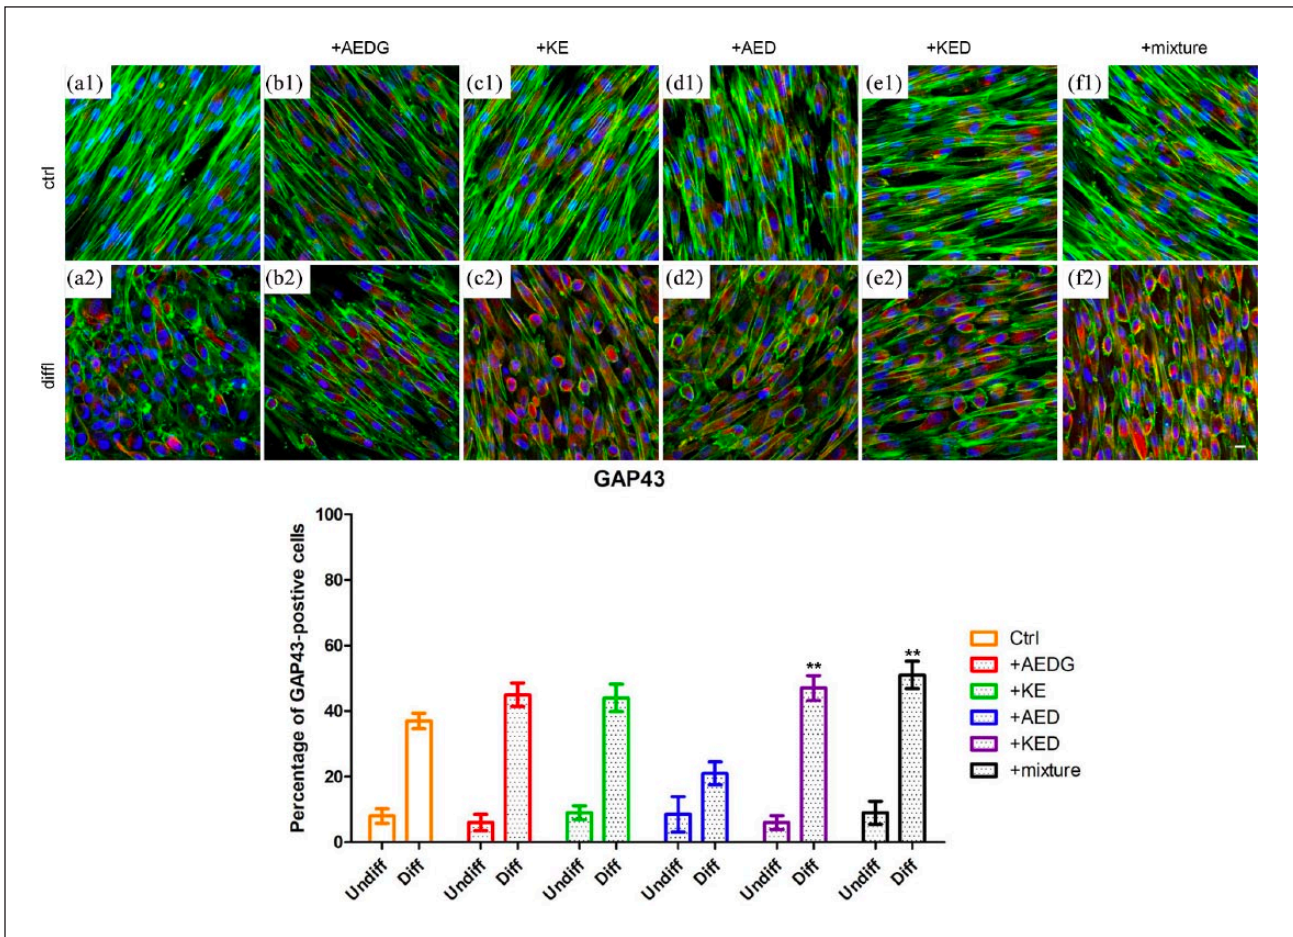 +AEDG +KE +AED +KED +mixture
ctrl
(a1) (b1) (c1) (d1) (e1) (f1)
diffl
(a2) (b2) (c2) (d2) (e2) (f2)
GAP43
Percentage of GAP43-postive cells
100
80
60
40
20
0
** **
Undiff Diff Undiff Diff Undiff Diff Undiff Diff Undiff Diff Undiff Diff
Ctrl
+AEDG
+KE
+AED
+KED
+mixture